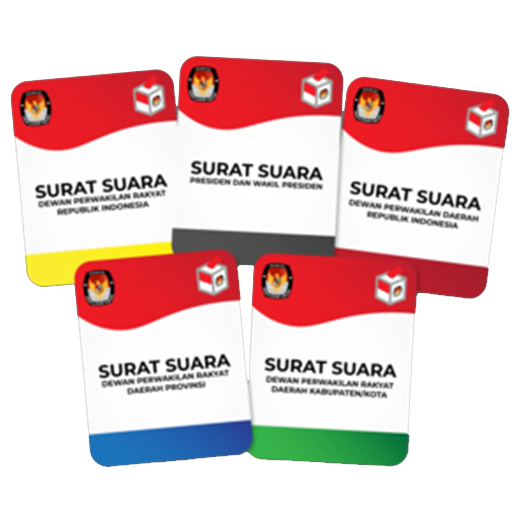 SURAT SUARA
DEWAN PERWAKILAN RAKYAT
REPUBLIK INDONESIA
SURAT SUARA
PRESIDEN DAN WAKIL PRESIDEN
SURAT SUARA
DEWAN PERWAKILAN DAERAH
REPUBLIK INDONESIA
SURAT SUARA
DEWAN PERWAKILAN RAKYAT
DAERAH PROVINSI
SURAT SUARA
DEWAN PERWAKILAN RAKYAT
DAERAH KABUPATEN/KOTA